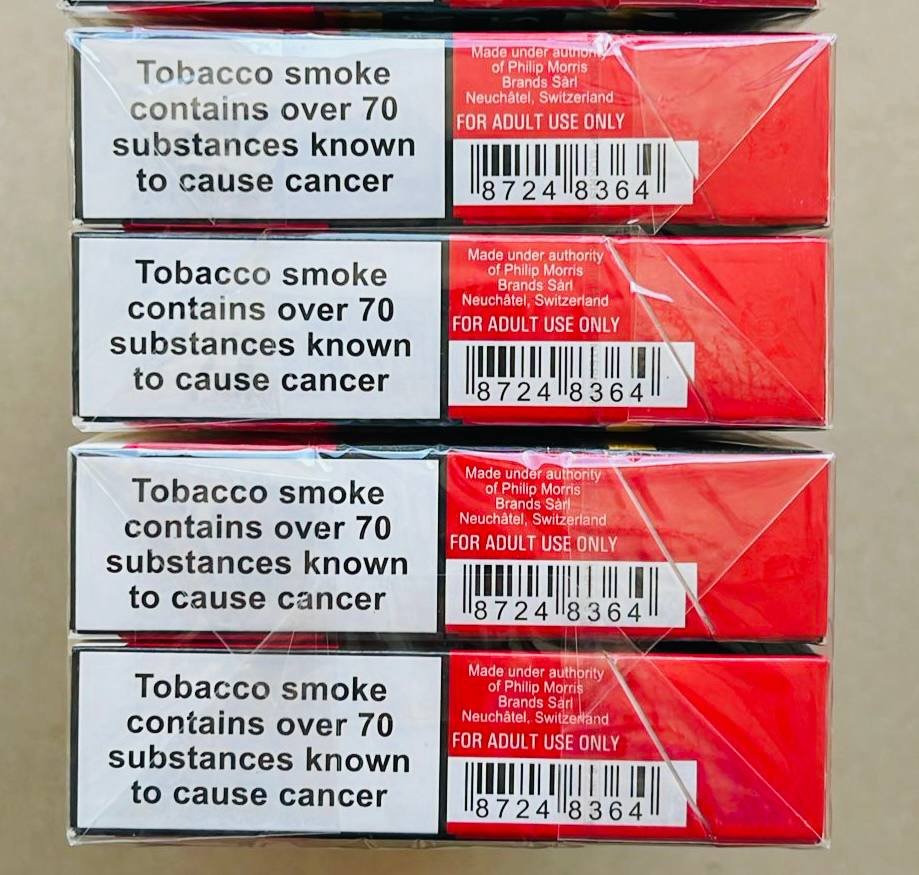 Tobacco smoke
contains over 70
substances known
to cause cancer
Made under authority
of Philip Morris
Brands Sàrl
Neuchâtel, Switzerland
FOR ADULT USE ONLY
8724 8364
Tobacco smoke
contains over 70
substances known
to cause cancer
Made under authority
of Philip Morris
Brands Sàrl
Neuchâtel, Switzerland
FOR ADULT USE ONLY
8724 8364
Tobacco smoke
contains over 70
substances known
to cause cancer
Made under authority
of Philip Morris
Brands Sàrl
Neuchâtel, Switzerland
FOR ADULT USE ONLY
8724 8364
Tobacco smoke
contains over 70
substances known
to cause cancer
Made under authority
of Philip Morris
Brands Sàrl
Neuchâtel, Switzerland
FOR ADULT USE ONLY
8724 8364